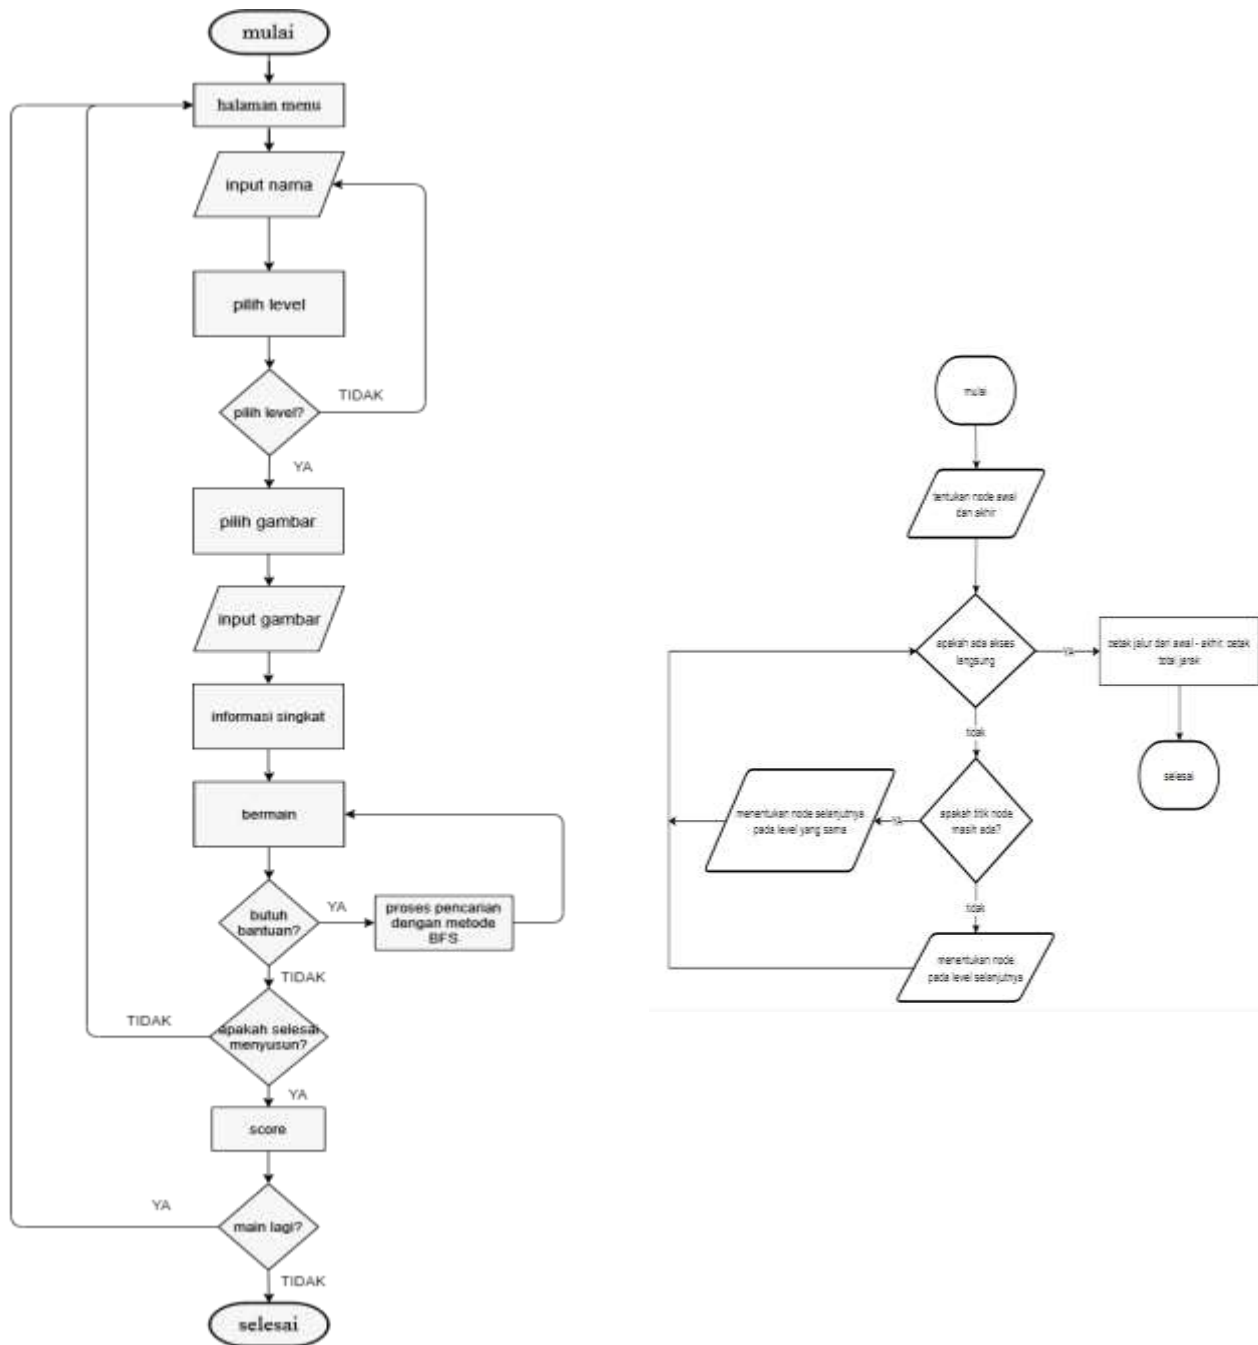 mulai
halaman menu
input nama
pilih level
pilih level?
TIDAK
YA
pilih gambar
input gambar
informasi singkat
bermain
butuh
bantuan?
YA
proses pencarian
dengan metode
BFS
TIDAK
apakah selesai
menyusun?
TIDAK
YA
score
main lagi?
YA
TIDAK
selesai
mulai
tentukan node awal
dan akhir
apakah ada akses
langsung
YA
cetak jalur dari awal - akhir. cetak
total jarak
selesai
tidak
apakah titik node
masih ada?
YA
menentukan node selanjutnya
pada level yang sama
tidak
menentukan node
pada level selanjutnya